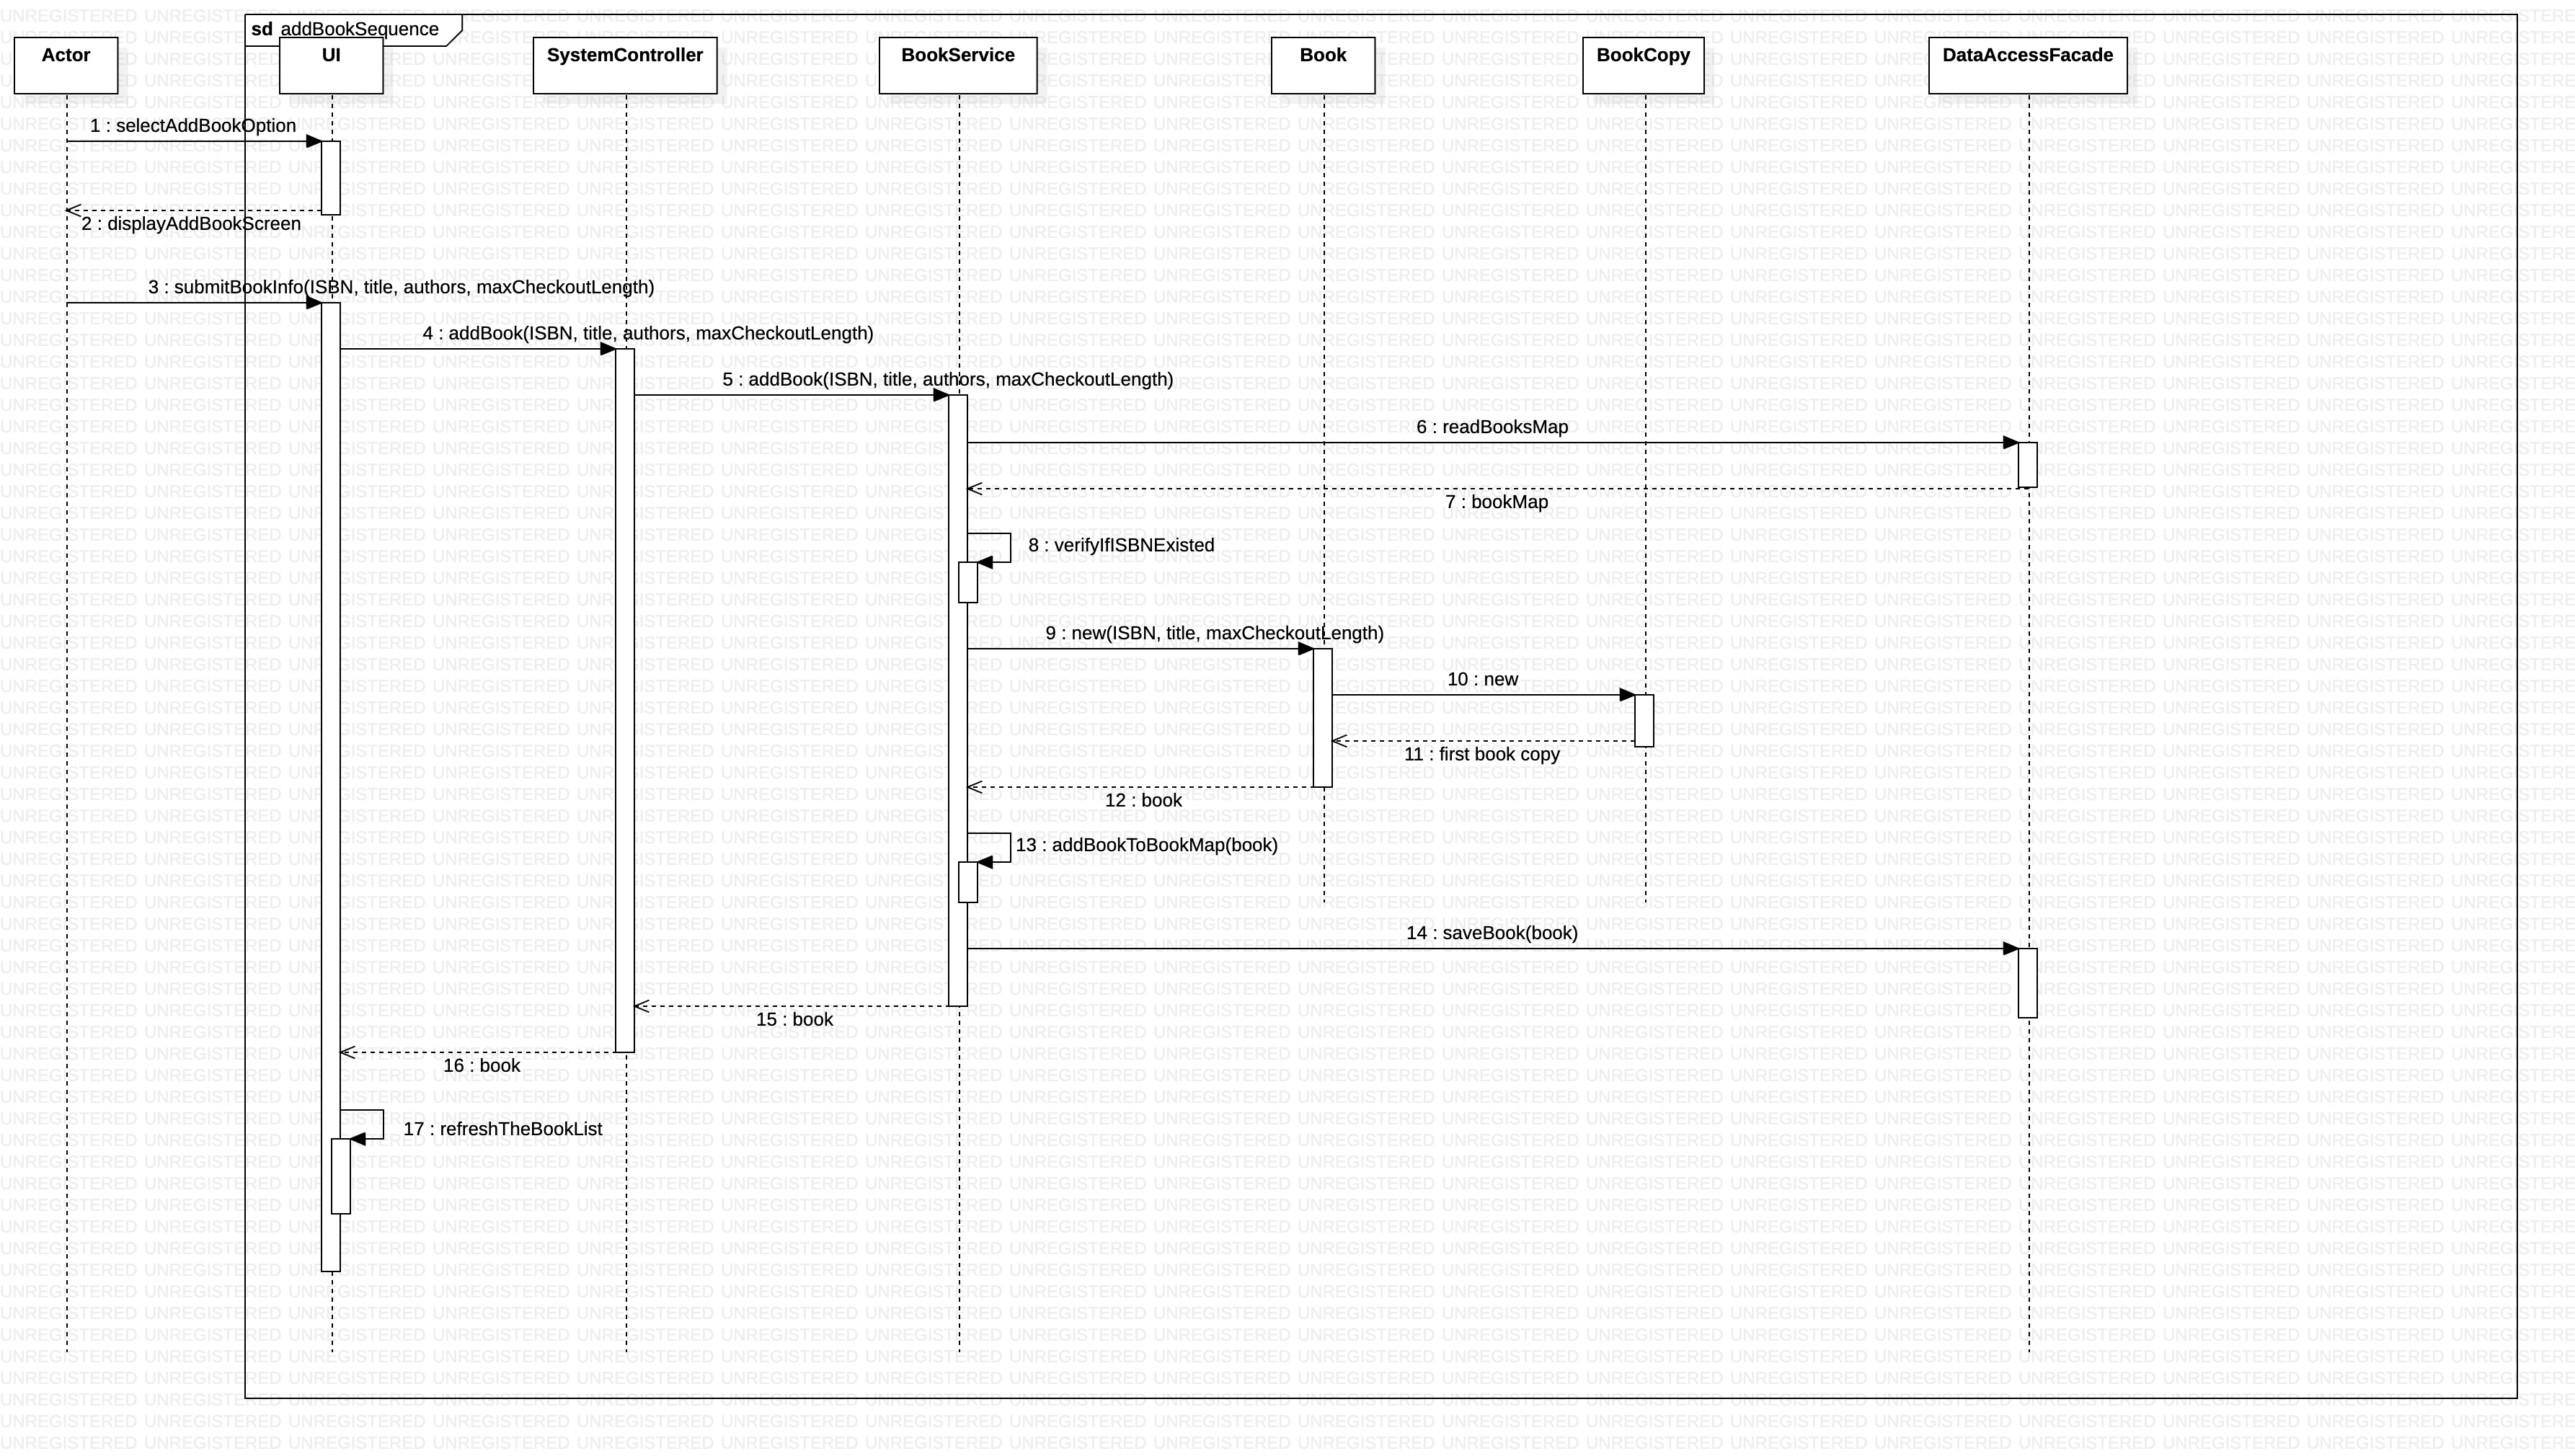 sd addBookSequence
Actor
UI
SystemController
BookService
Book
BookCopy
DataAccessFacade
1 : selectAddBookOption
2 : displayAddBookScreen
3 : submitBookInfo(ISBN, title, authors, maxCheckoutLength)
4 : addBook(ISBN, title, authors, maxCheckoutLength)
5 : addBook(ISBN, title, authors, maxCheckoutLength)
6 : readBooksMap
7 : bookMap
8 : verifyIfISBNExisted
9 : new(ISBN, title, maxCheckoutLength)
10 : new
11 : first book copy
12 : book
13 : addBookToBookMap(book)
14 : saveBook(book)
15 : book
16 : book
17 : refreshTheBookList
UNREGISTERED